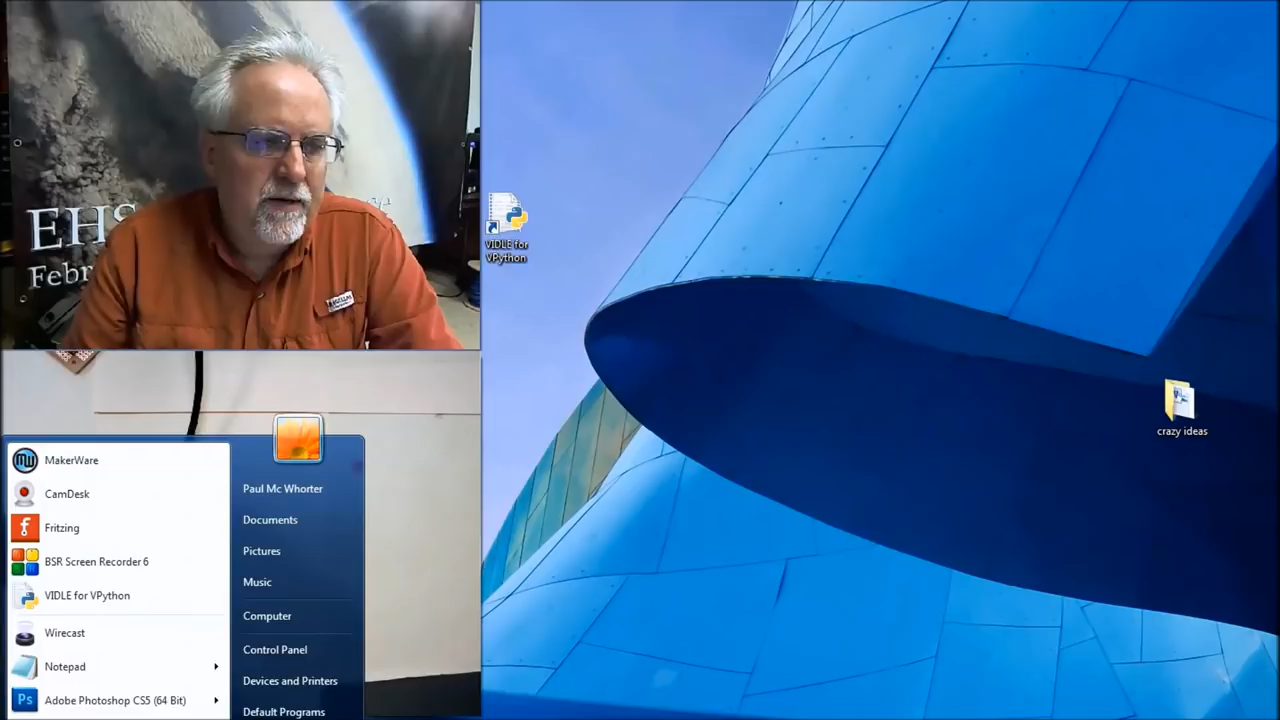 EHS
Febr
VIDLE for
VPython
crazy ideas
MakerWare
CamDesk
Fritzing
BSR Screen Recorder 6
VIDLE for VPython
Wirecast
Notepad
Ps
Adobe Photoshop CS5 (64 Bit)
Paul Mc Whorter
Documents
Pictures
Music
Computer
Control Panel
Devices and Printers
Default Programs